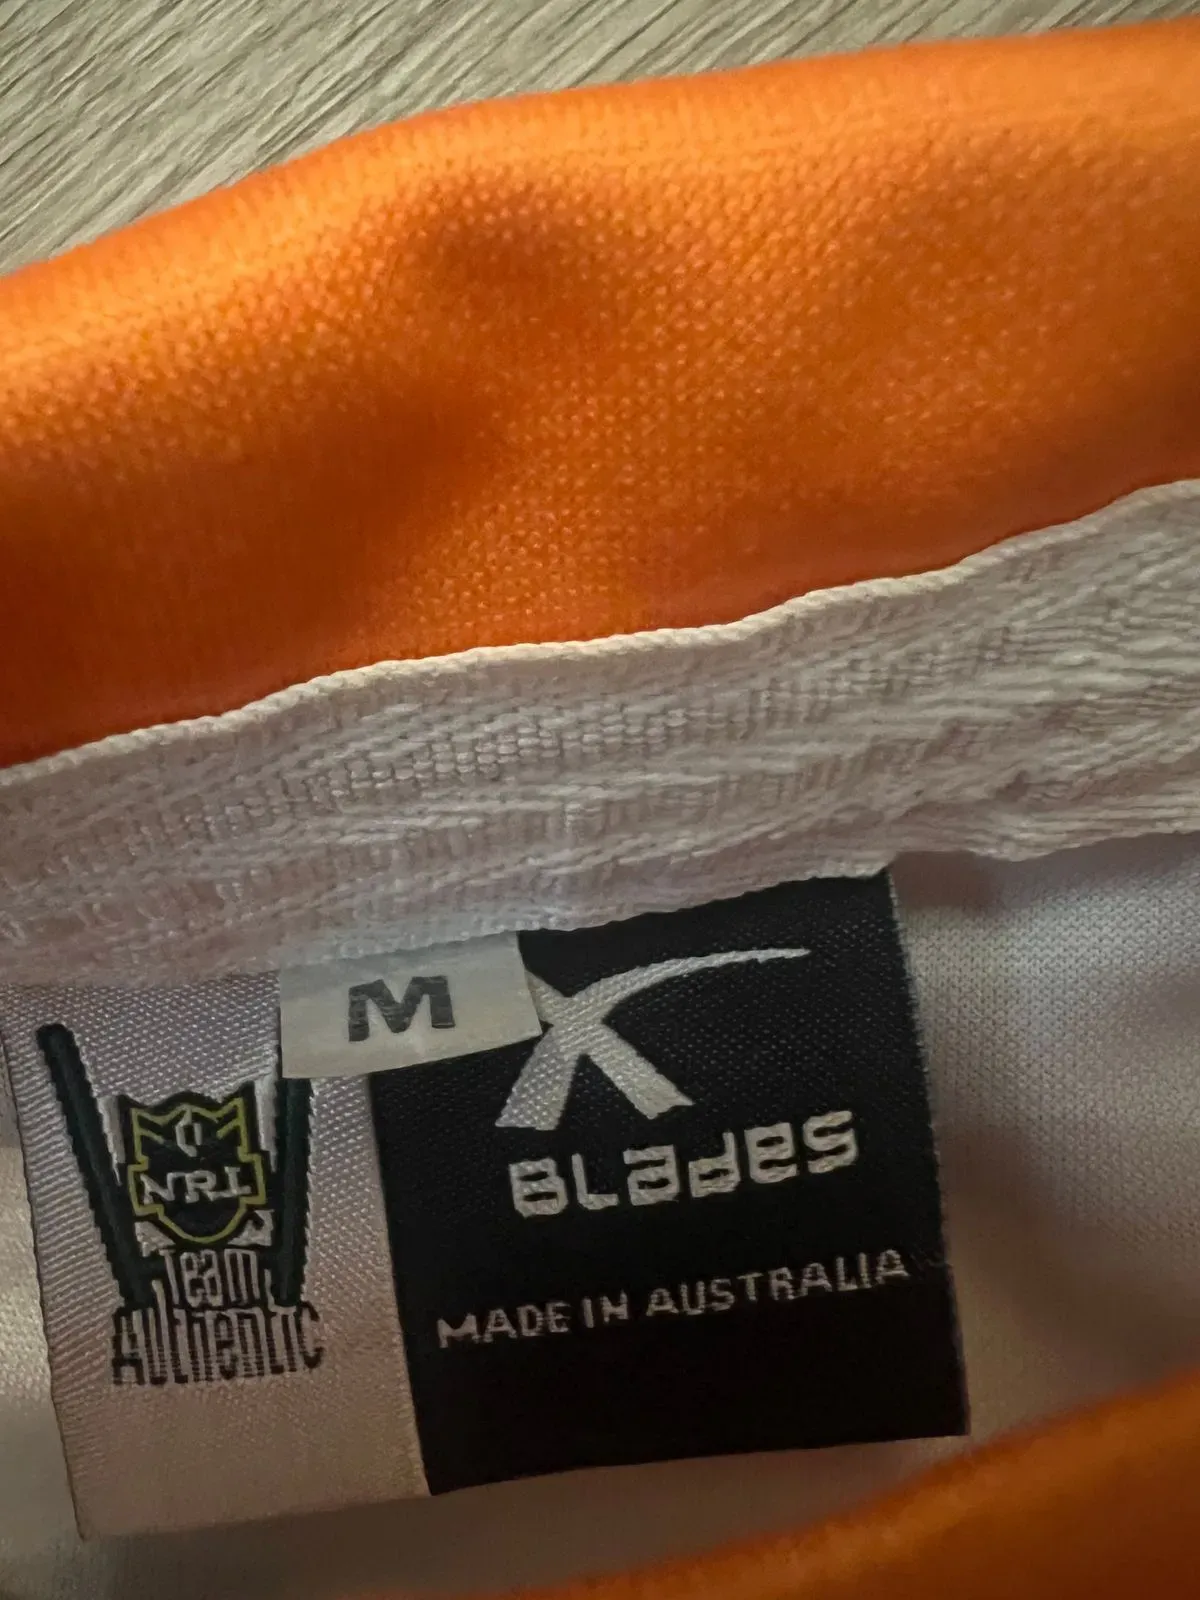 M
NRL
Team
Authentic
BLades
MADE IN AUSTRALIA